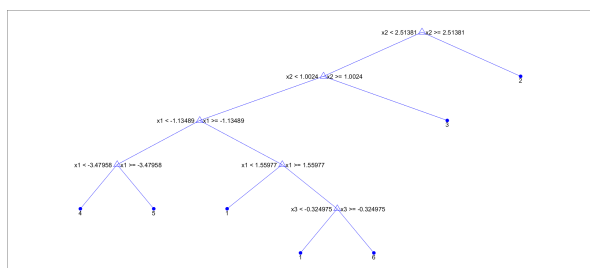 x2 < 2.51381 x2 >= 2.51381
x2 < 1.0024 x2 >= 1.0024
2
x1 < -1.13489 x1 >= -1.13489
3
x1 < -3.47958 x1 >= -3.47958
x1 < 1.55977 x1 >= 1.55977
4
5
1
x3 < -0.324975 x3 >= -0.324975
1
6